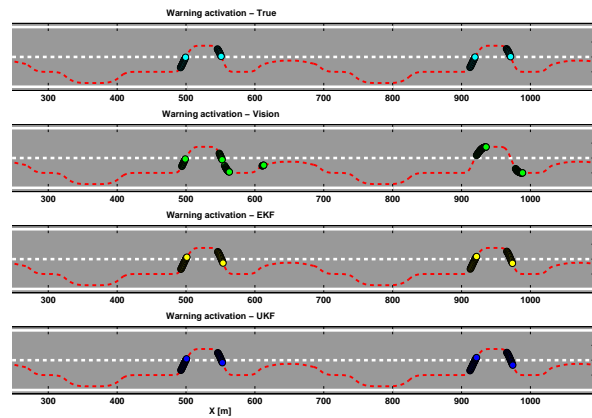 Warning activation – True
300 400 500 600 700 800 900 1000
Warning activation – Vision
300 400 500 600 700 800 900 1000
Warning activation – EKF
300 400 500 600 700 800 900 1000
Warning activation – UKF
300 400 500 600 700 800 900 1000
X [m]